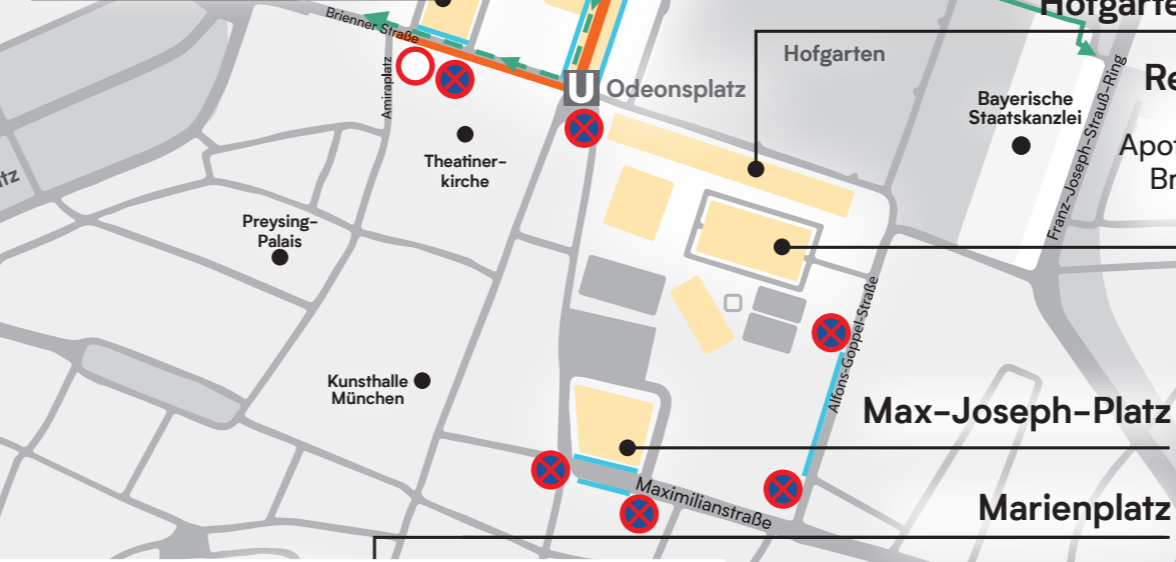 Hofgarte
Brienner Straße
Hofgarten
Re
U Odeonsplatz
Amiraplatz
Bayerische
Staatskanzlei
Franz-Joseph-Strauß-Ring
Apot
Br
Theatiner-
kirche
tz
Preysing-
Palais
Alfons-Goppel-Straße
Kunsthalle
München
Max-Joseph-Platz
Maximilianstraße
Marienplatz